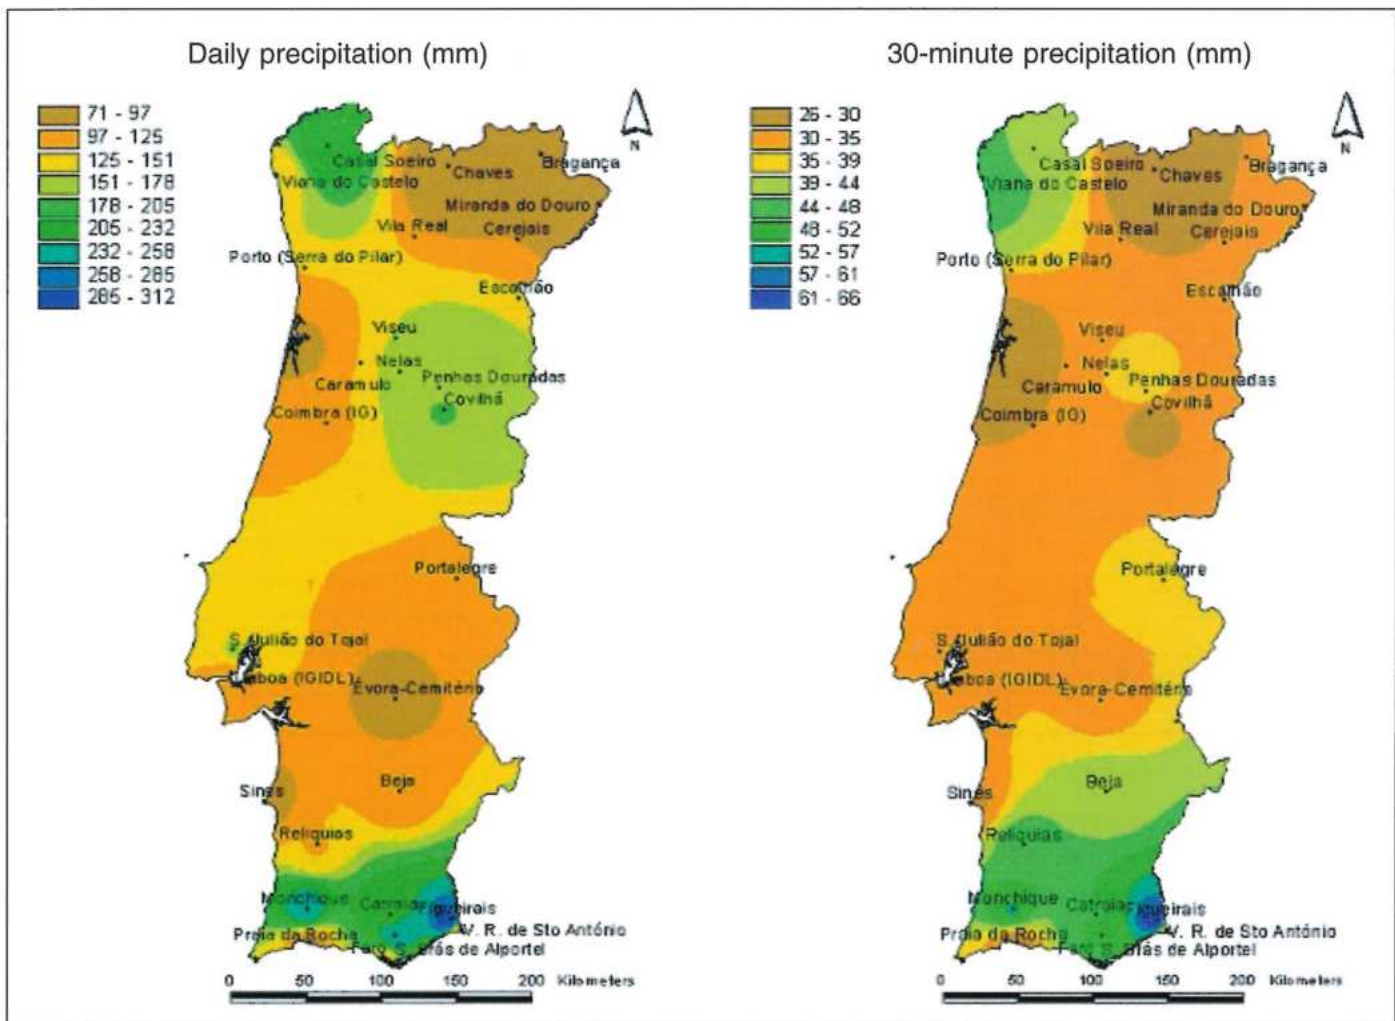 Daily precipitation (mm)
71 - 97
97 - 125
125 - 151
151 - 178
178 - 205
205 - 232
232 - 258
258 - 285
285 - 312
N
Casal Soeiro
Bragança
Chaves
Viana do Castelo
Miranda do Douro
Vila Real
Cerejais
Porto (Serra do Pilar)
Escalhão
Viseu
Nelas
Caramulo
Penhas Douradas
Covilhã
Coimbra (IG)
Portalegre
S. Julião do Tojal
Lisboa (IGIDL)
Évora-Cemitério
Beja
Sines
Relíquias
Monchique
Catraia
Figueirais
V. R. de Sto António
Praia da Rocha
Faro
S. Brás de Alportel
0 50 100 150 200 Kilometers
30-minute precipitation (mm)
26 - 30
30 - 35
35 - 39
39 - 44
44 - 48
48 - 52
52 - 57
57 - 61
61 - 66
N
Casal Soeiro
Bragança
Chaves
Viana do Castelo
Miranda do Douro
Vila Real
Cerejais
Porto (Serra do Pilar)
Escalhão
Viseu
Nelas
Caramulo
Penhas Douradas
Covilhã
Coimbra (IG)
Portalegre
S. Julião do Tojal
Lisboa (IGIDL)
Évora-Cemitério
Beja
Sines
Relíquias
Monchique
Catraia
Figueirais
V. R. de Sto António
Praia da Rocha
Faro
S. Brás de Alportel
0 50 100 150 200 Kilometers